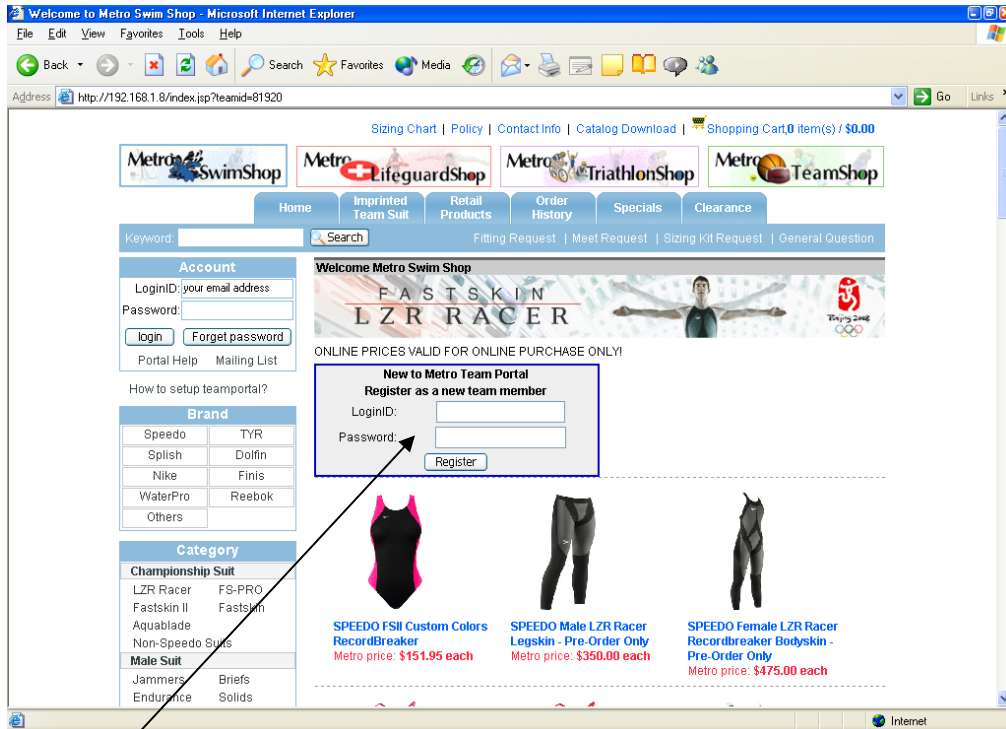 Welcome to Metro Swim Shop - Microsoft Internet Explorer
File Edit View Favorites Tools Help
Back Search Favorites Media
Address http://192.168.1.8/index.jsp?teamid=81920 Go Links
Sizing Chart | Policy | Contact Info | Catalog Download | Shopping Cart,0 item(s) / $0.00
Metro SwimShop Metro LifeguardShop Metro TriathlonShop Metro TeamShop
Home Imprinted Team Suit Retail Products Order History Specials Clearance
Keyword: Search Fitting Request | Meet Request | Sizing Kit Request | General Question
Account
LoginID: your email address
Password:
login Forget password
Portal Help Mailing List
How to setup teamportal?
Brand
Speedo TYR
Splish Dolfin
Nike Finis
WaterPro Reebok
Others
Category
Championship Suit
LZR Racer FS-PRO
Fastskin II Fastskin
Aquablade
Non-Speedo Suits
Male Suit
Jammers Briefs
Endurance Solids
Welcome Metro Swim Shop
FASTSKIN
LZR RACER
Beijing 2008
ONLINE PRICES VALID FOR ONLINE PURCHASE ONLY!
New to Metro Team Portal
Register as a new team member
LoginID:
Password:
Register
SPEEDO FSII Custom Colors
RecordBreaker
Metro price: $151.95 each
SPEEDO Male LZR Racer
Legskin - Pre-Order Only
Metro price: $350.00 each
SPEEDO Female LZR Racer
Recordbreaker Bodyskin -
Pre-Order Only
Metro price: $475.00 each
Internet